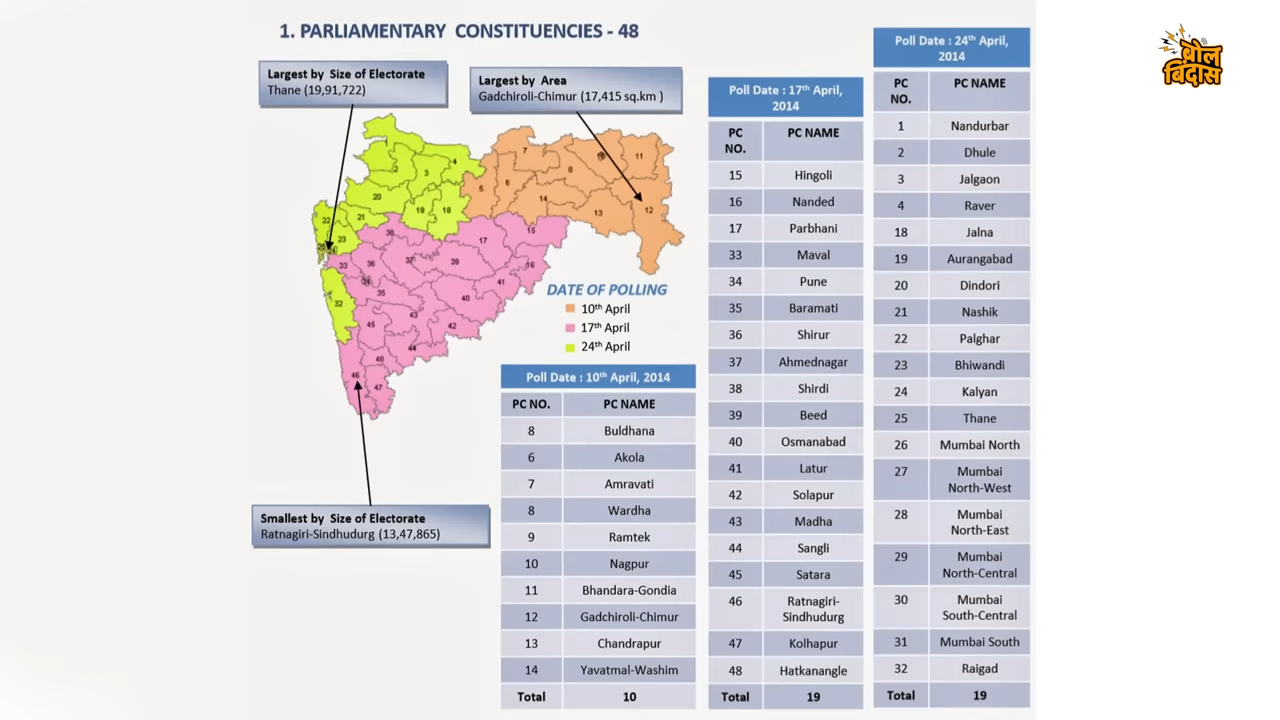 1. PARLIAMENTARY CONSTITUENCIES - 48
बोल
बिदास
Largest by Size of Electorate
Thane (19,91,722)
Largest by Area
Gadchiroli-Chimur (17,415 sq.km )
DATE OF POLLING
10th April
17th April
24th April
Smallest by Size of Electorate
Ratnagiri-Sindhudurg (13,47,865)
Poll Date : 10th April, 2014
PC NO. PC NAME
8 Buldhana
6 Akola
7 Amravati
8 Wardha
9 Ramtek
10 Nagpur
11 Bhandara-Gondia
12 Gadchiroli-Chimur
13 Chandrapur
14 Yavatmal-Washim
Total 10
Poll Date : 17th April,
2014
PC PC NAME
NO.
15 Hingoli
16 Nanded
17 Parbhani
33 Maval
34 Pune
35 Baramati
36 Shirur
37 Ahmednagar
38 Shirdi
39 Beed
40 Osmanabad
41 Latur
42 Solapur
43 Madha
44 Sangli
45 Satara
46 Ratnagiri-
Sindhudurg
47 Kolhapur
48 Hatkanangle
Total 19
Poll Date : 24th April,
2014
PC PC NAME
NO.
1 Nandurbar
2 Dhule
3 Jalgaon
4 Raver
18 Jalna
19 Aurangabad
20 Dindori
21 Nashik
22 Palghar
23 Bhiwandi
24 Kalyan
25 Thane
26 Mumbai North
27 Mumbai
North-West
28 Mumbai
North-East
29 Mumbai
North-Central
30 Mumbai
South-Central
31 Mumbai South
32 Raigad
Total 19